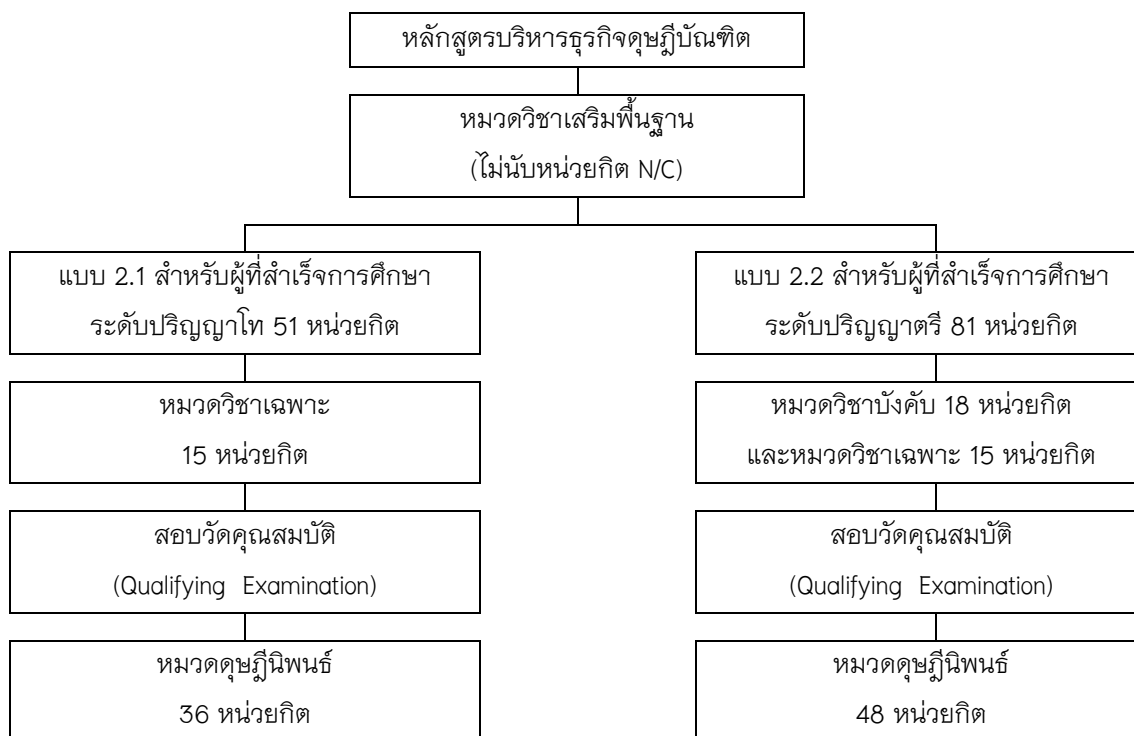 หลักสูตรบริหารธุรกิจดุษฎีบัณฑิต
หมวดวิชาเสริมพื้นฐาน
(ไม่นับหน่วยกิต N/C)
แบบ 2.1 สำหรับผู้ที่สำเร็จการศึกษา
ระดับปริญญาโท 51 หน่วยกิต
หมวดวิชาเฉพาะ
15 หน่วยกิต
สอบวัดคุณสมบัติ
(Qualifying Examination)
หมวดดุษฎีนิพนธ์
36 หน่วยกิต
แบบ 2.2 สำหรับผู้ที่สำเร็จการศึกษา
ระดับปริญญาตรี 81 หน่วยกิต
หมวดวิชาบังคับ 18 หน่วยกิต
และหมวดวิชาเฉพาะ 15 หน่วยกิต
สอบวัดคุณสมบัติ
(Qualifying Examination)
หมวดดุษฎีนิพนธ์
48 หน่วยกิต